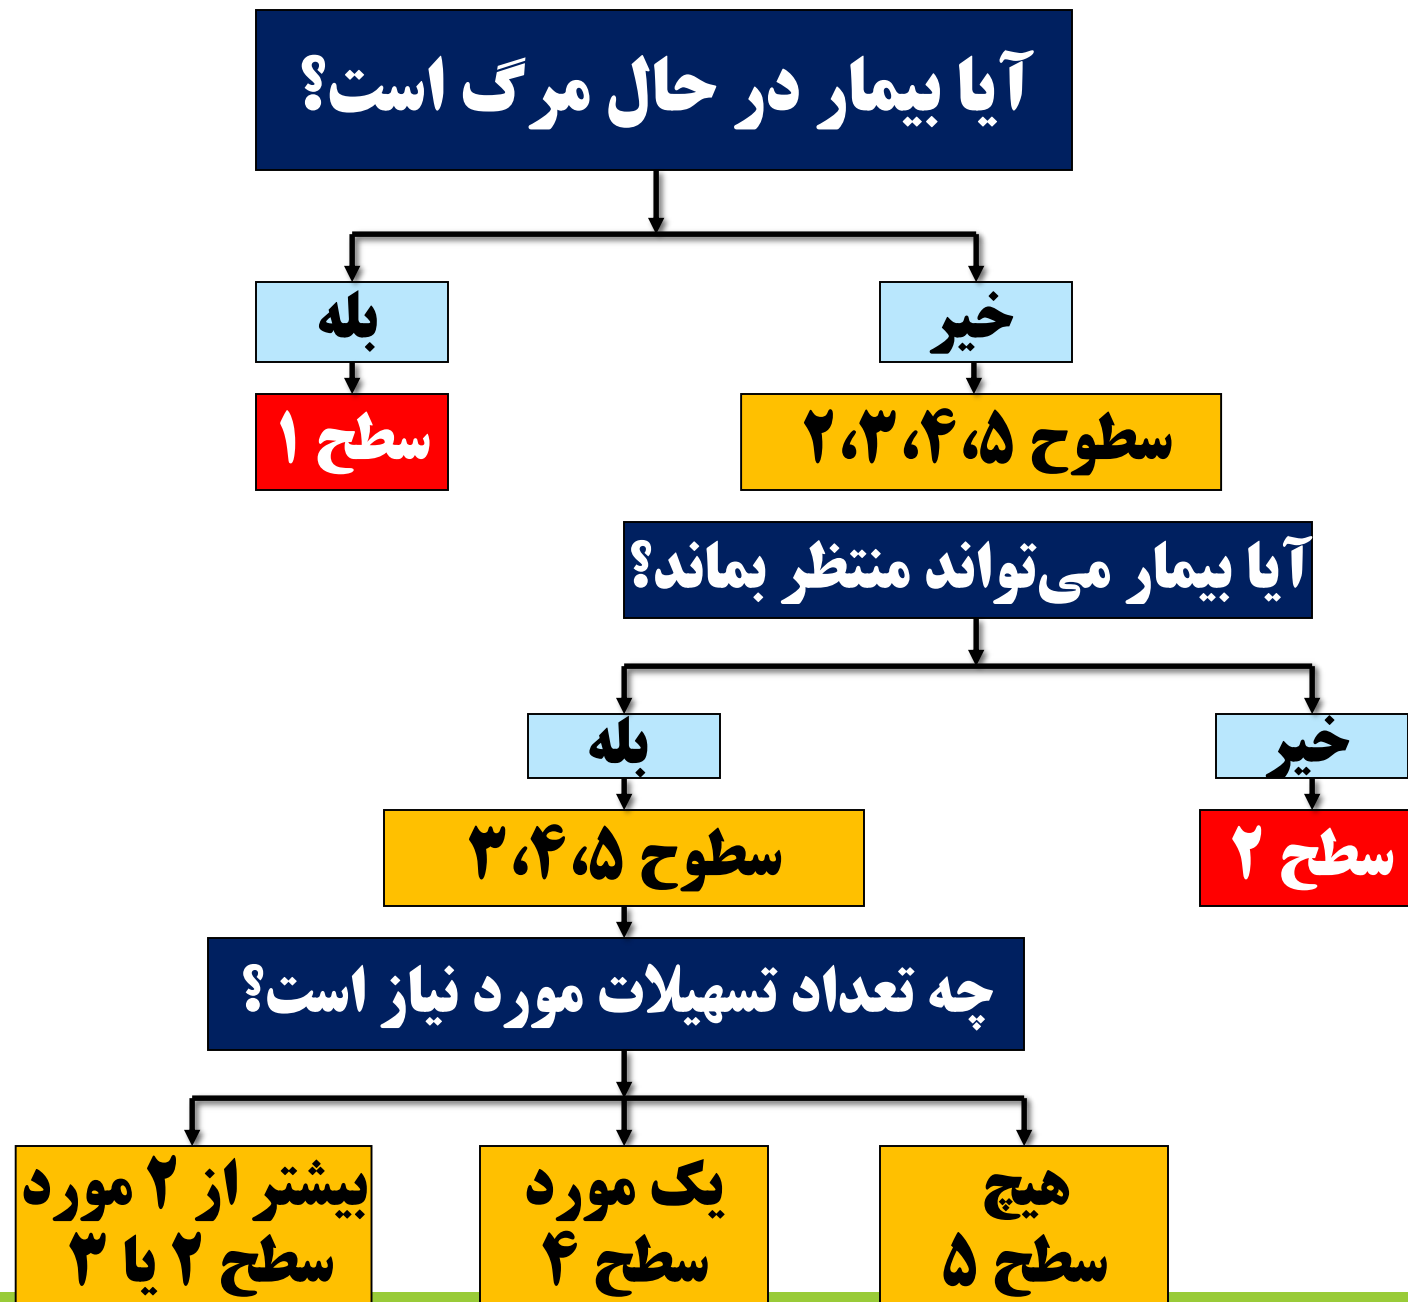 آیا بیمار در حال مرگ است؟
خیر
بله
سطوح ۲،۳،۴،۵
سطح ۱
آیا بیمار می‌تواند منتظر بماند؟
خیر
بله
سطح ۲
سطوح ۳،۴،۵
چه تعداد تسهیلات مورد نیاز است؟
هیچ
سطح ۵
یک مورد
سطح ۴
بیشتر از ۲ مورد
سطح ۲ یا ۳